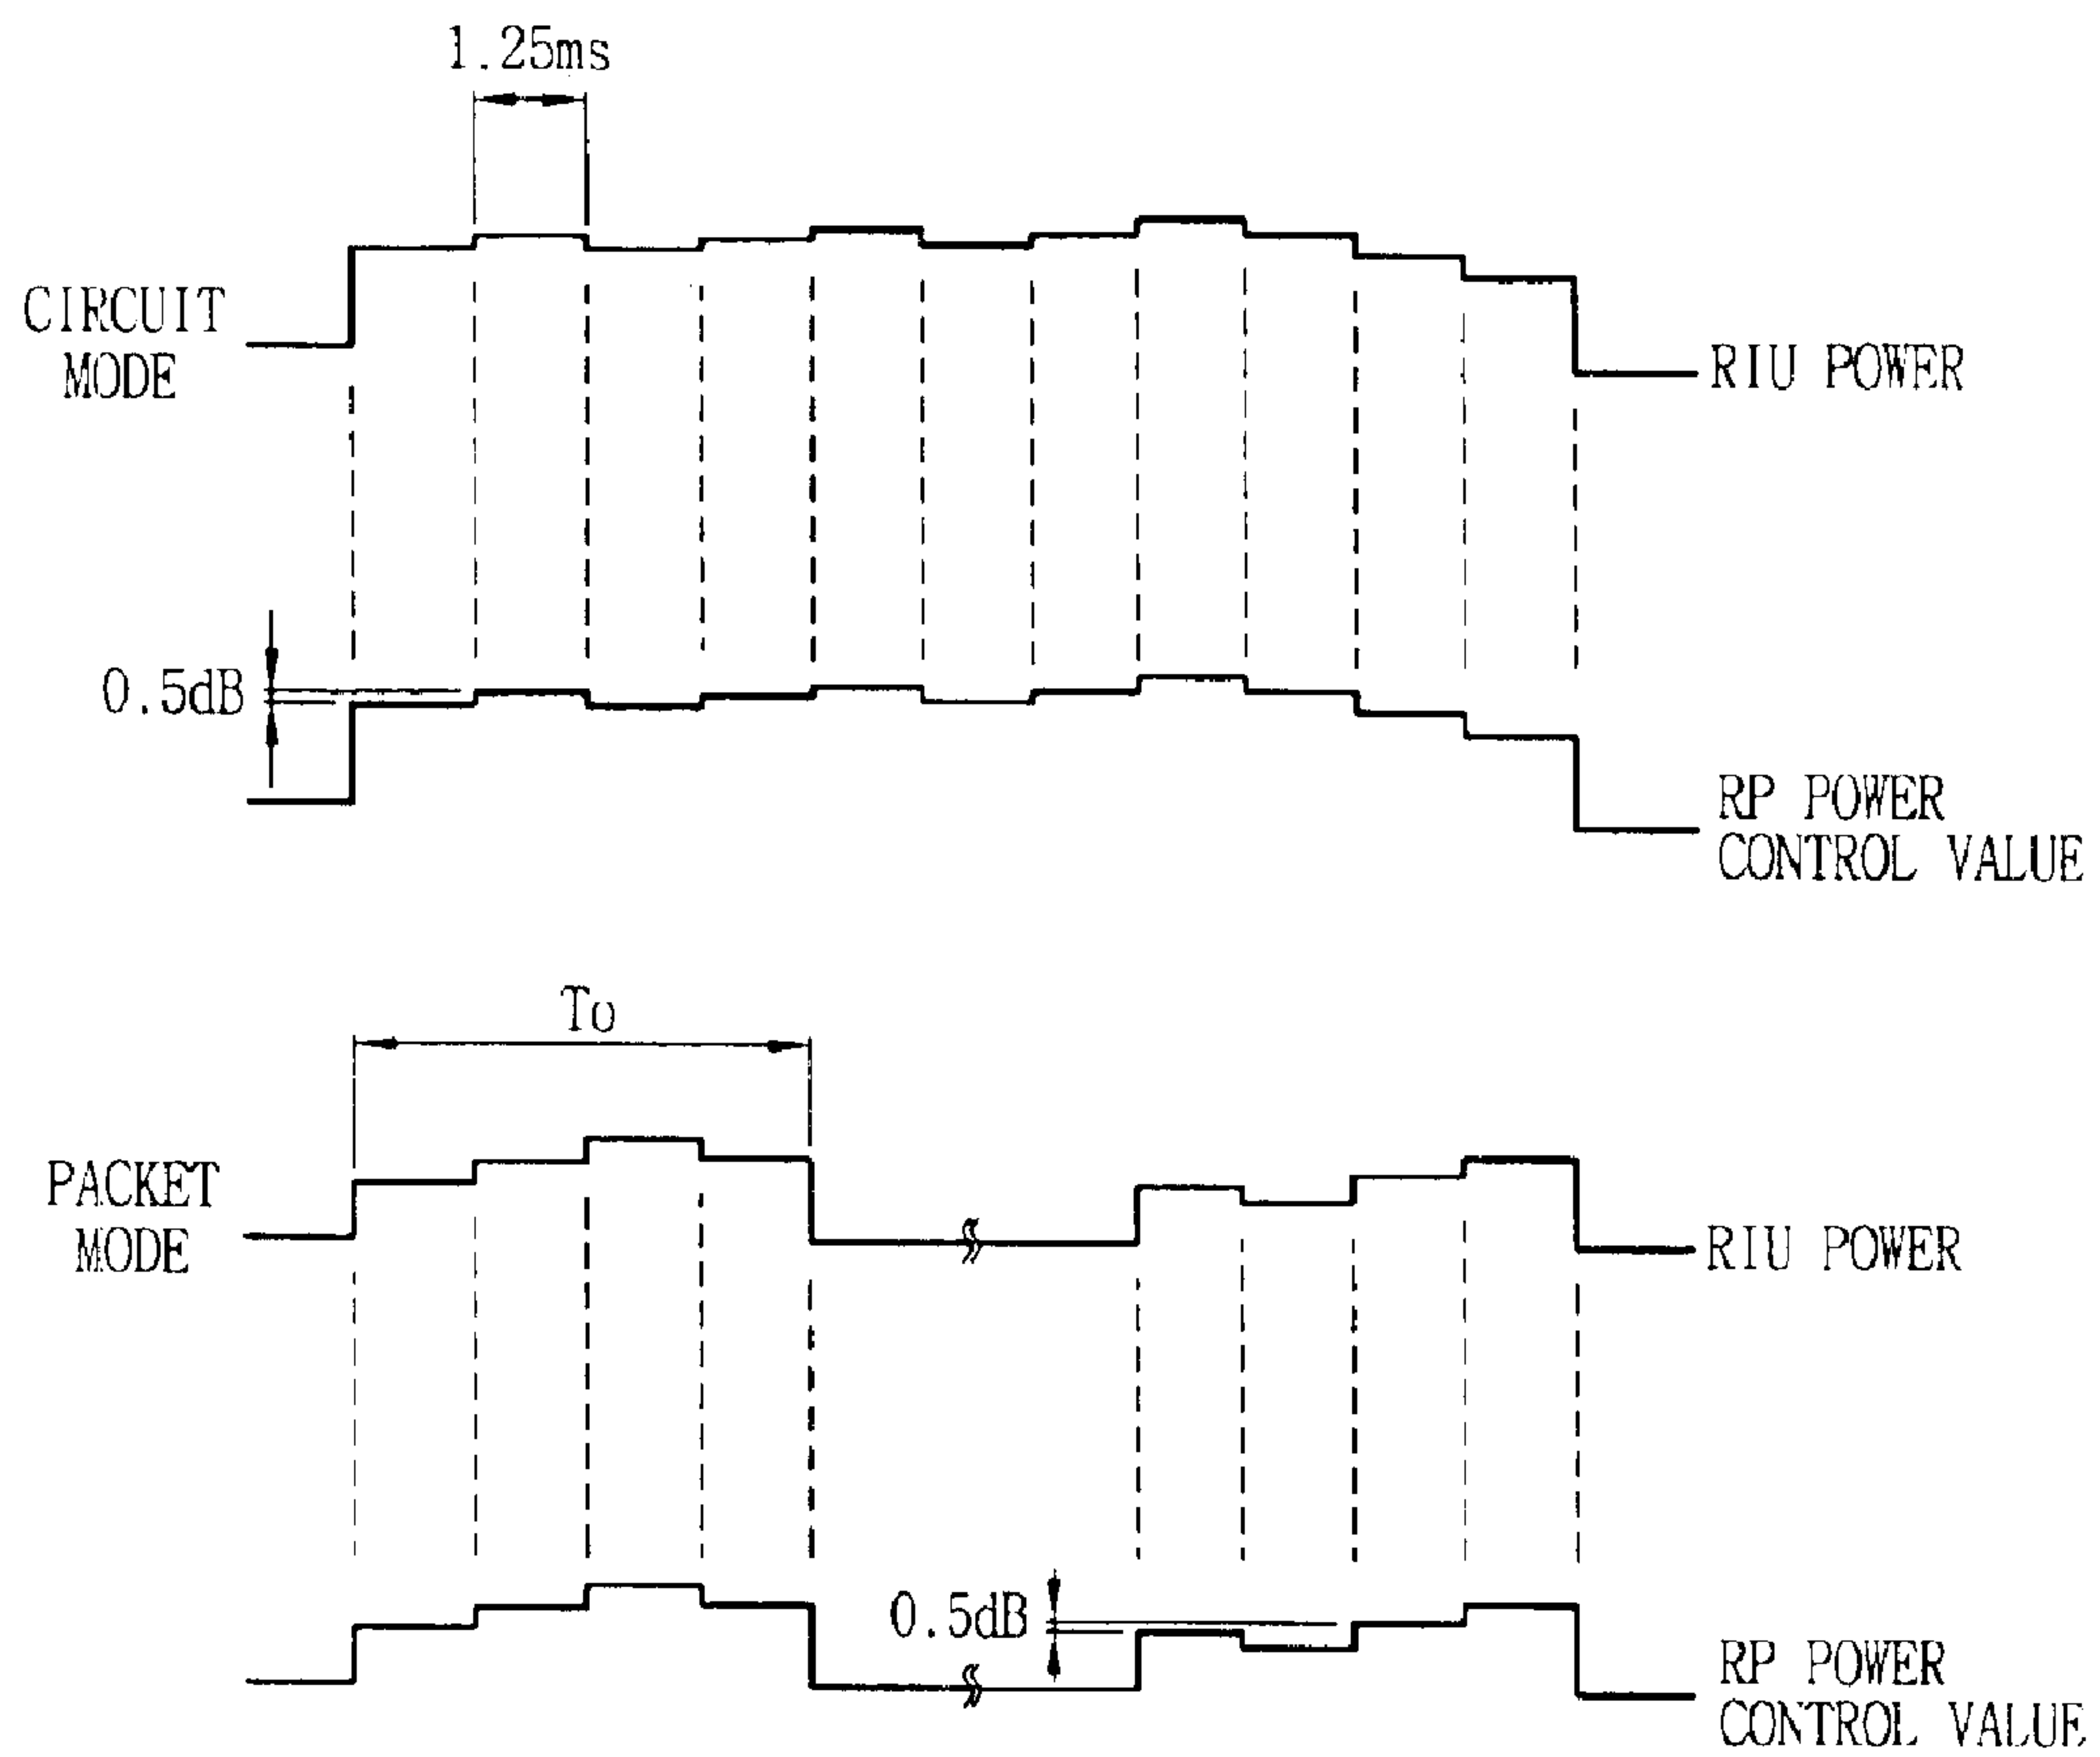 1.25ms
CIRCUIT
MODE
RIU POWER
0.5dB
RP POWER
CONTROL VALUE
To
PACKET
MODE
RIU POWER
0.5dB
RP POWER
CONTROL VALUE